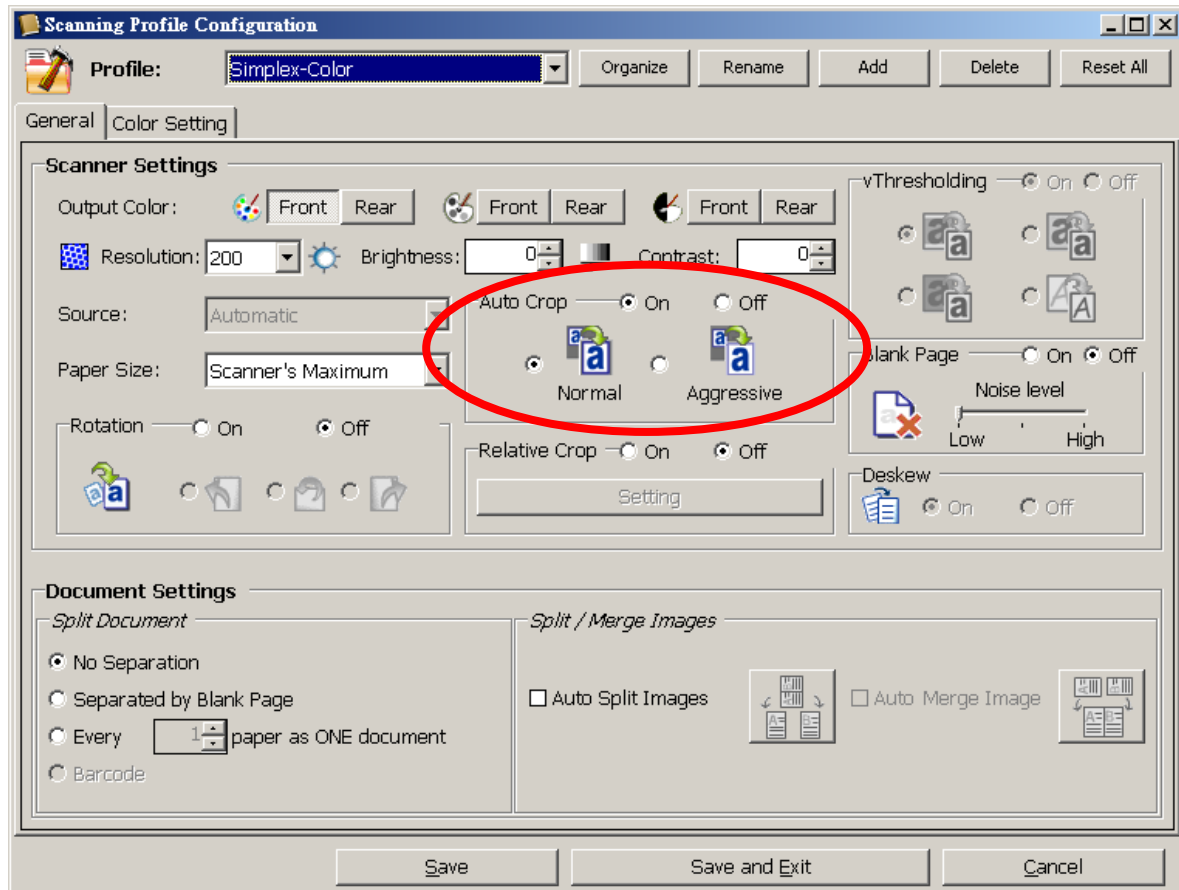 Scanning Profile Configuration
Profile: Simplex-Color Organize Rename Add Delete Reset All
General Color Setting
Scanner Settings
Output Color: Front Rear Front Rear Front Rear
Resolution: 200 Brightness: 0 Contrast: 0
vThresholding On Off
Source: Automatic
Paper Size: Scanner's Maximum
Auto Crop On Off
Normal Aggressive
Blank Page On Off
Noise level
Low High
Rotation On Off
Relative Crop On Off
Setting
Deskew
On Off
Document Settings
Split Document
No Separation
Separated by Blank Page
Every 1 paper as ONE document
Barcode
Split / Merge Images
Auto Split Images Auto Merge Image
Save Save and Exit Cancel